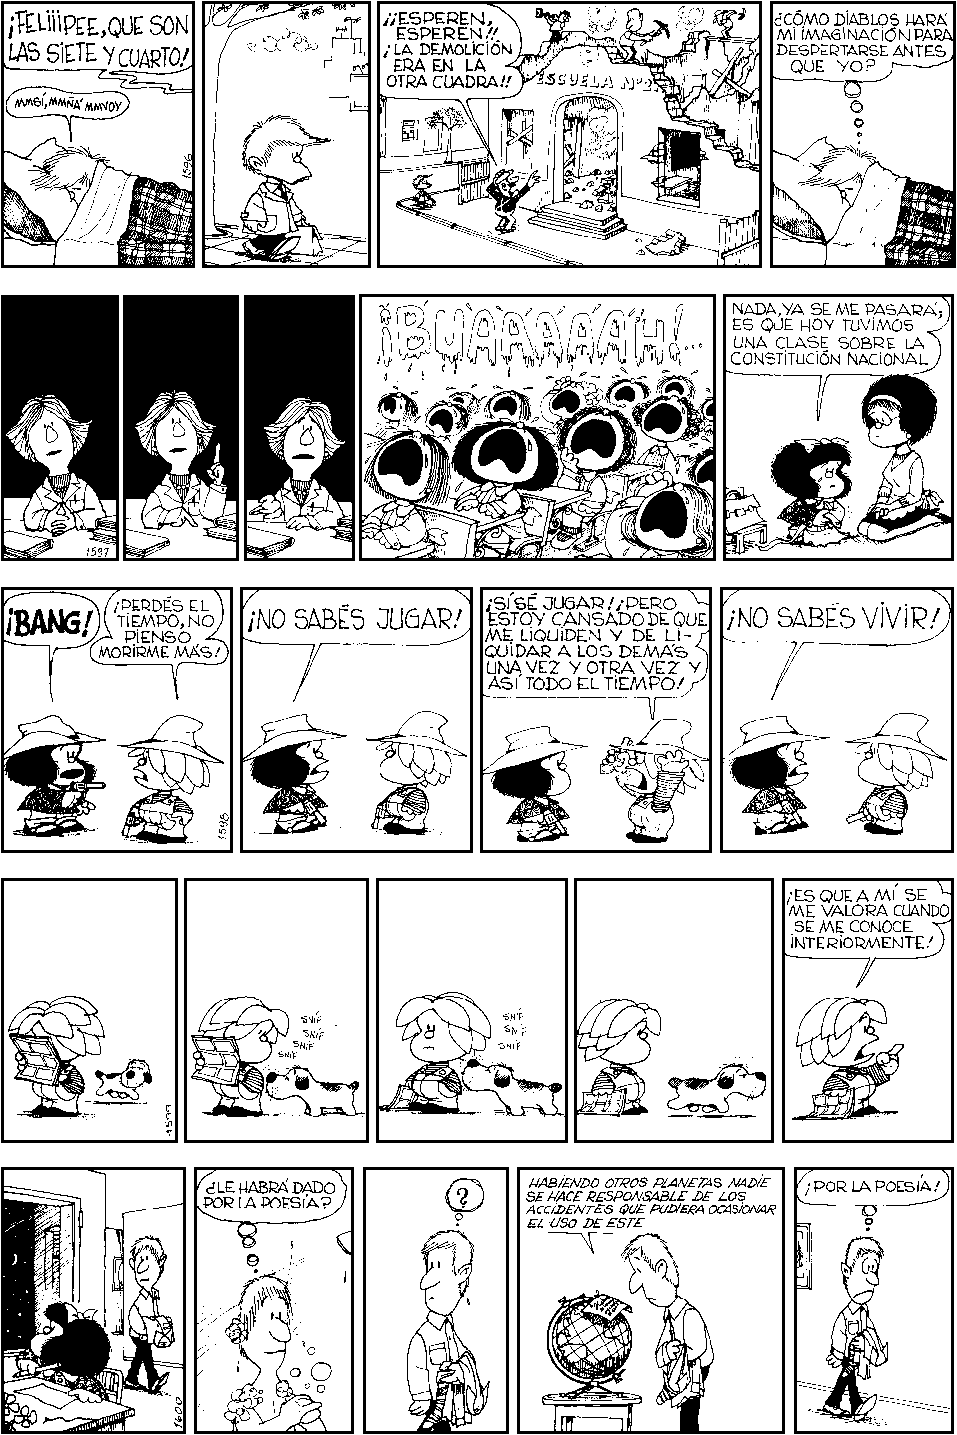 ¡FELIIIPEE, QUE SON
LAS SIETE Y CUARTO!
MMSÍ, MMÑÁ' MMVOY
1596
¡¡ESPEREN,
ESPEREN!!
¡LA DEMOLICIÓN
ERA EN LA
OTRA CUADRA!!
ESCUELA Nº
¿CÓMO DIABLOS HARÁ
MI IMAGINACIÓN PARA
DESPERTARSE ANTES
QUE YO?
1597
¡BUAAAAAAH!...
NADA, YA SE ME PASARÁ;
ES QUE HOY TUVIMOS
UNA CLASE SOBRE LA
CONSTITUCIÓN NACIONAL
¡BANG!
¡PERDÉS EL
TIEMPO, NO
PIENSO
MORIRME MÁS!
1598
¡NO SABÉS JUGAR!
¡SÍ SÉ JUGAR! ¡PERO
ESTOY CANSADO DE QUE
ME LIQUIDEN Y DE LI-
QUIDAR A LOS DEMÁS
UNA VEZ Y OTRA VEZ Y
ASÍ TODO EL TIEMPO!
¡NO SABÉS VIVIR!
1599
SNIF
SNIF
SNIF
SNIF
SNIF
SNIF
SNIF
¡ES QUE A MÍ SE
ME VALORA CUANDO
SE ME CONOCE
INTERIORMENTE!
1600
¿LE HABRÁ DADO
POR LA POESÍA?
?
HABIENDO OTROS PLANETAS NADIE
SE HACE RESPONSABLE DE LOS
ACCIDENTES QUE PUDIERA OCASIONAR
EL USO DE ESTE
¡POR LA POESÍA!